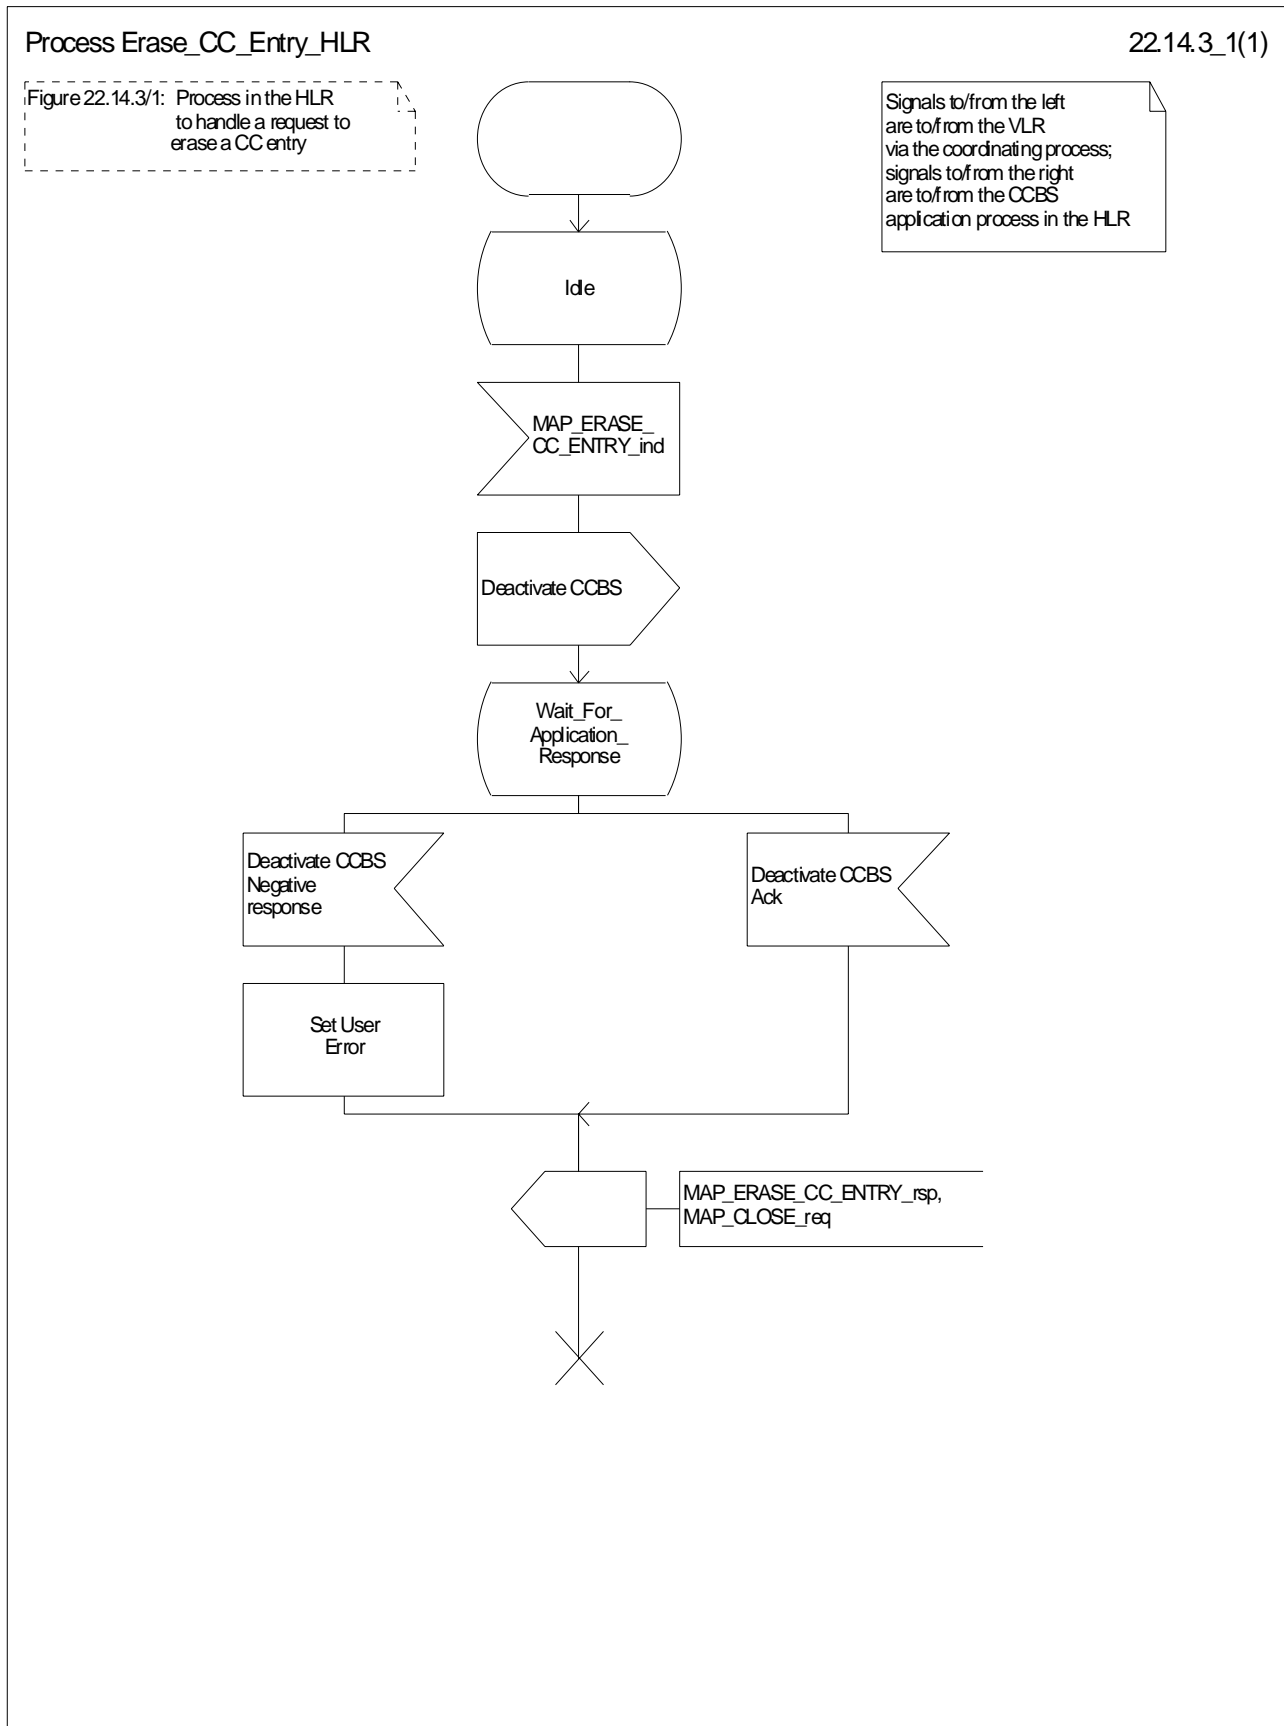 Process Erase_CC_Entry_HLR
22.14.3_1(1)
Figure 22.14.3/1: Process in the HLR
to handle a request to
erase a CC entry
Signals to/from the left
are to/from the VLR
via the coordinating process;
signals to/from the right
are to/from the CCBS
application process in the HLR
Idle
MAP_ERASE_
CC_ENTRY_ind
Deactivate CCBS
Wait_For_
Application_
Response
Deactivate CCBS
Negative
response
Deactivate CCBS
Ack
Set User
Error
MAP_ERASE_CC_ENTRY_rsp,
MAP_CLOSE_req